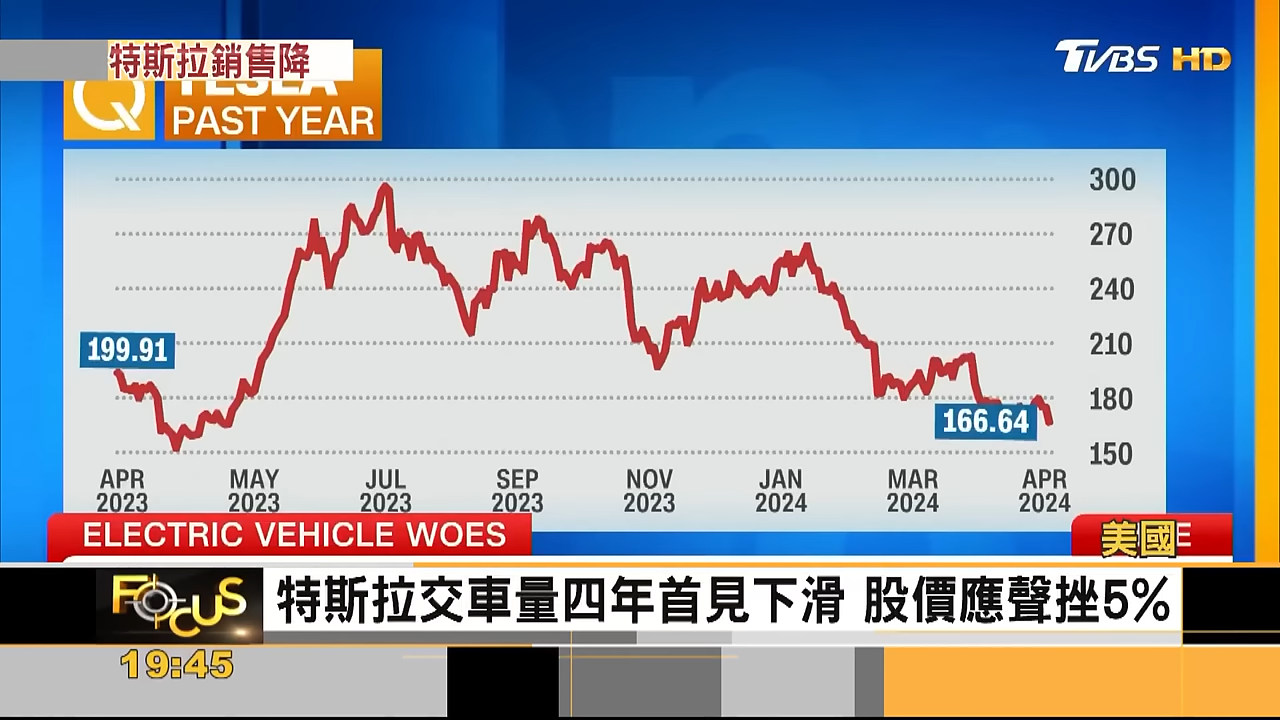 特斯拉銷售降
TVBS HD
Q
TESLA
PAST YEAR
300
270
240
210
180
150
199.91
166.64
APR 2023
MAY 2023
JUL 2023
SEP 2023
NOV 2023
JAN 2024
MAR 2024
APR 2024
ELECTRIC VEHICLE WOES
美國
FOCUS
特斯拉交車量四年首見下滑 股價應聲挫5%
19:45